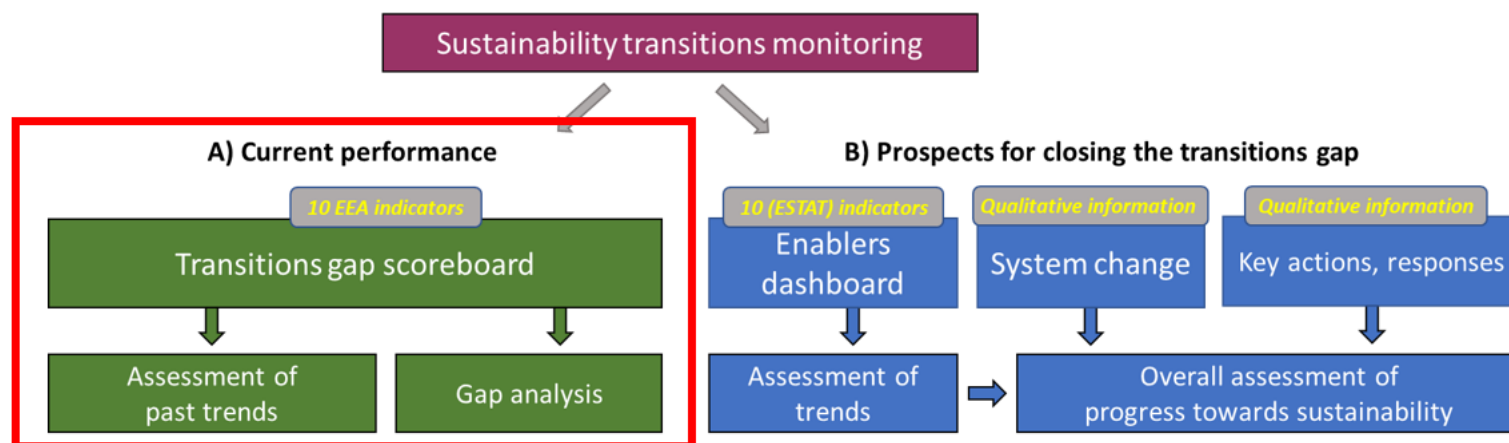 Sustainability transitions monitoring
A) Current performance
10 EEA indicators
Transitions gap scoreboard
Assessment of
past trends
Gap analysis
B) Prospects for closing the transitions gap
10 (ESTAT) indicators
Enablers
dashboard
Qualitative information
System change
Qualitative information
Key actions, responses
Assessment of
trends
Overall assessment of
progress towards sustainability